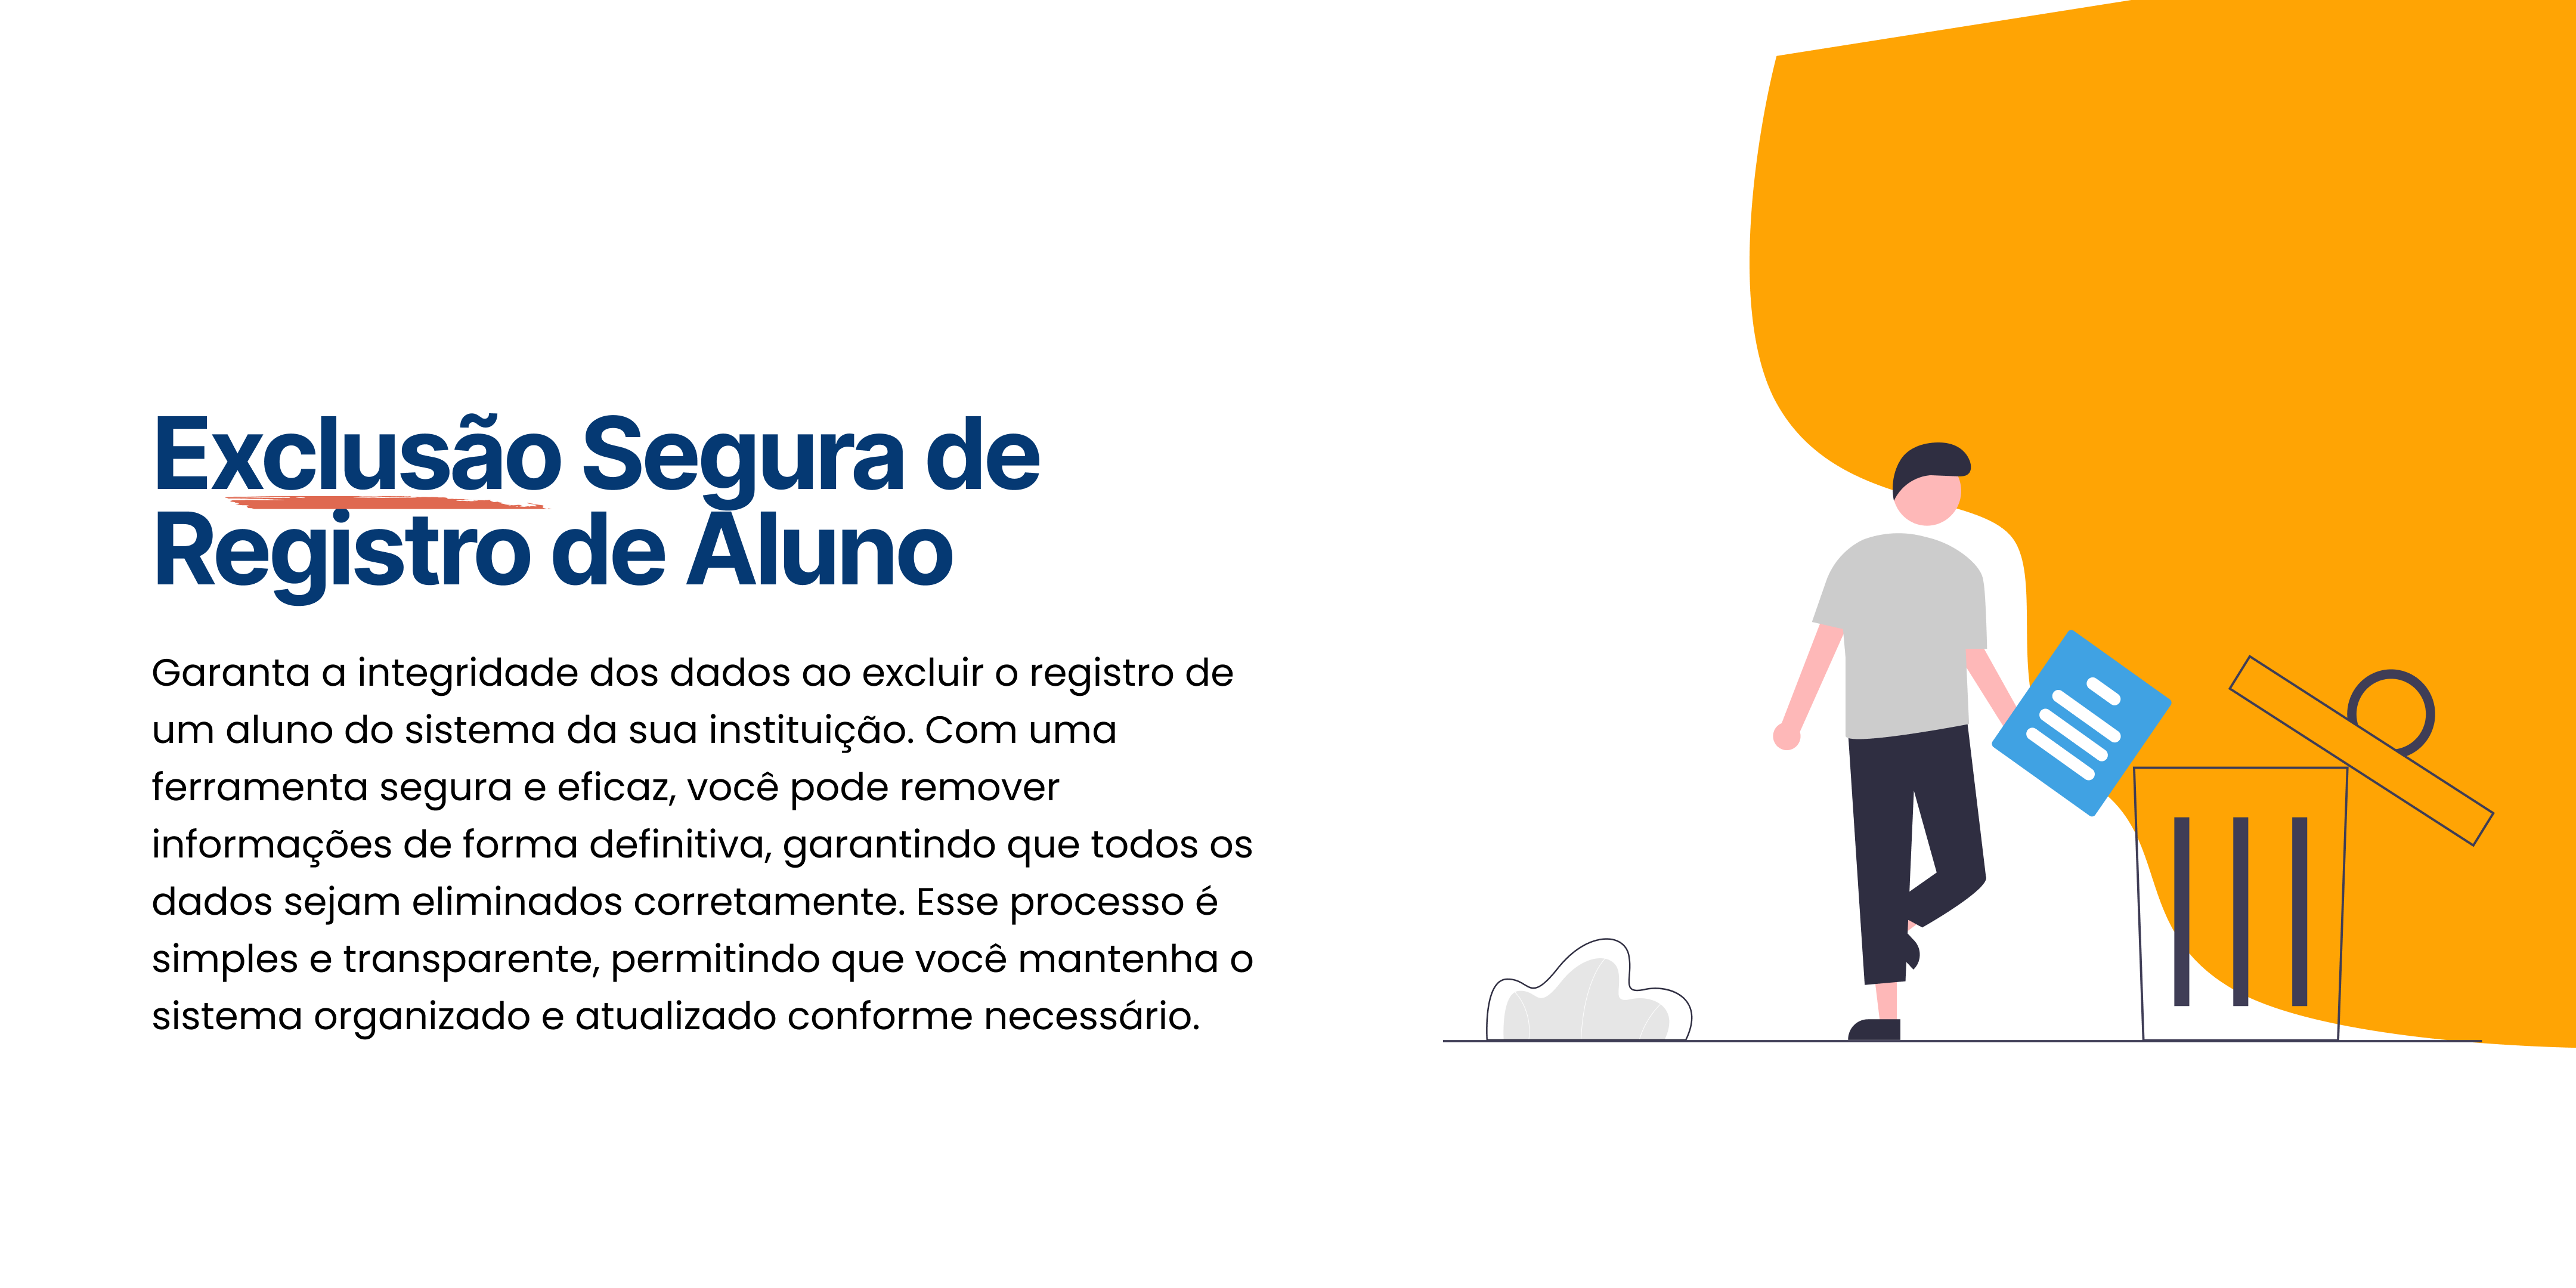 Exclusão Segura de
Registro de Aluno
Garanta a integridade dos dados ao excluir o registro de
um aluno do sistema da sua instituição. Com uma
ferramenta segura e eficaz, você pode remover
informações de forma definitiva, garantindo que todos os
dados sejam eliminados corretamente. Esse processo é
simples e transparente, permitindo que você mantenha o
sistema organizado e atualizado conforme necessário.